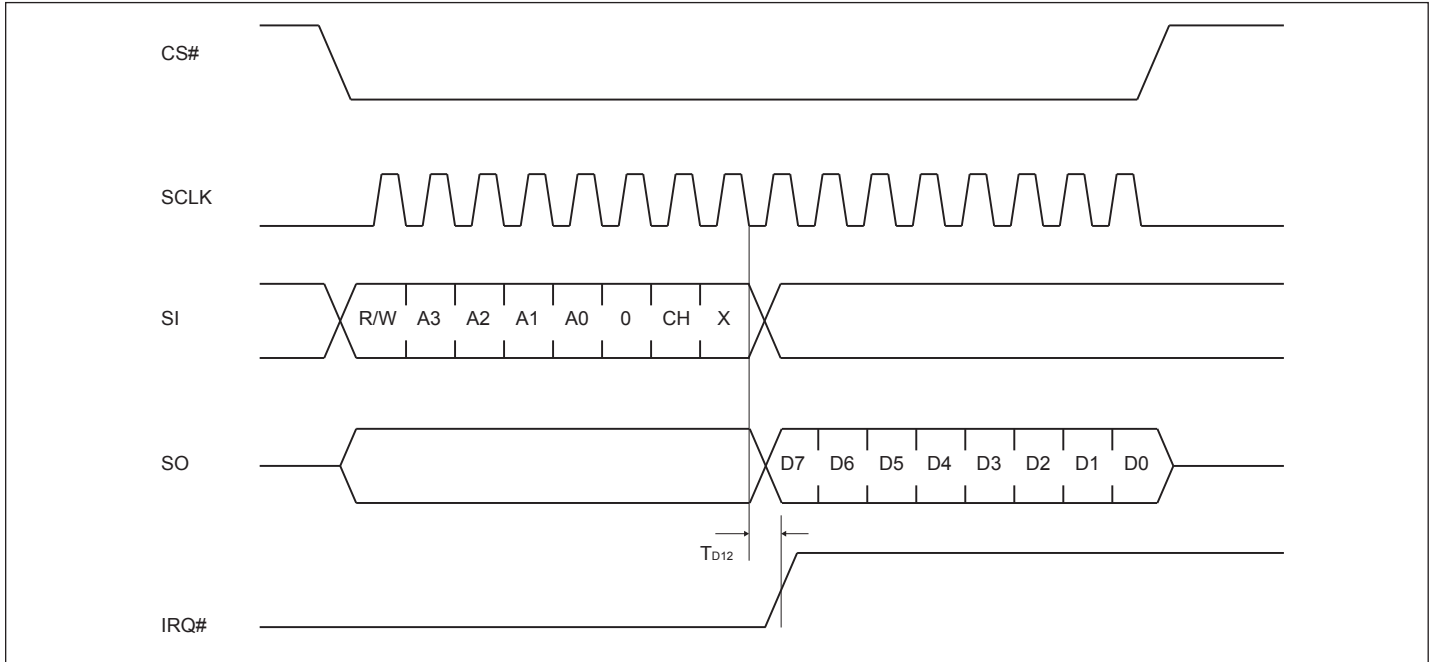 CS#
SCLK
SI R/W A3 A2 A1 A0 0 CH X
SO D7 D6 D5 D4 D3 D2 D1 D0
TD12
IRQ#